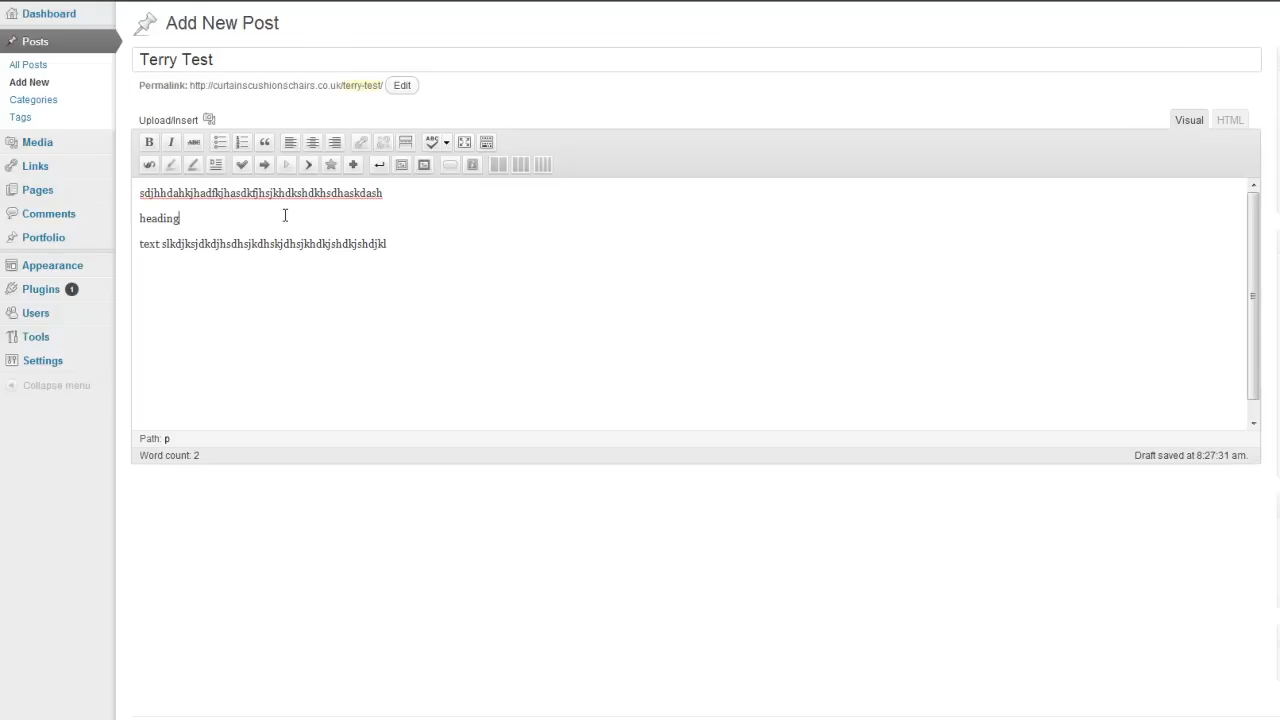 Dashboard
Posts
All Posts
Add New
Categories
Tags
Media
Links
Pages
Comments
Portfolio
Appearance
Plugins 1
Users
Tools
Settings
Collapse menu
Add New Post
Terry Test
Permalink: http://curtainscushionschairs.co.uk/terry-test/ Edit
Upload/Insert
Visual HTML
B I ABC ABC
sdjhhdahkjhadfkjhasdkfjhsjkhdkshdkhsdhaskdash
heading
text slkdjksjdkdjhsdhsjkdhskjdhsjkhdkjshdkjshdjkl
Path: p
Word count: 2 Draft saved at 8:27:31 am.